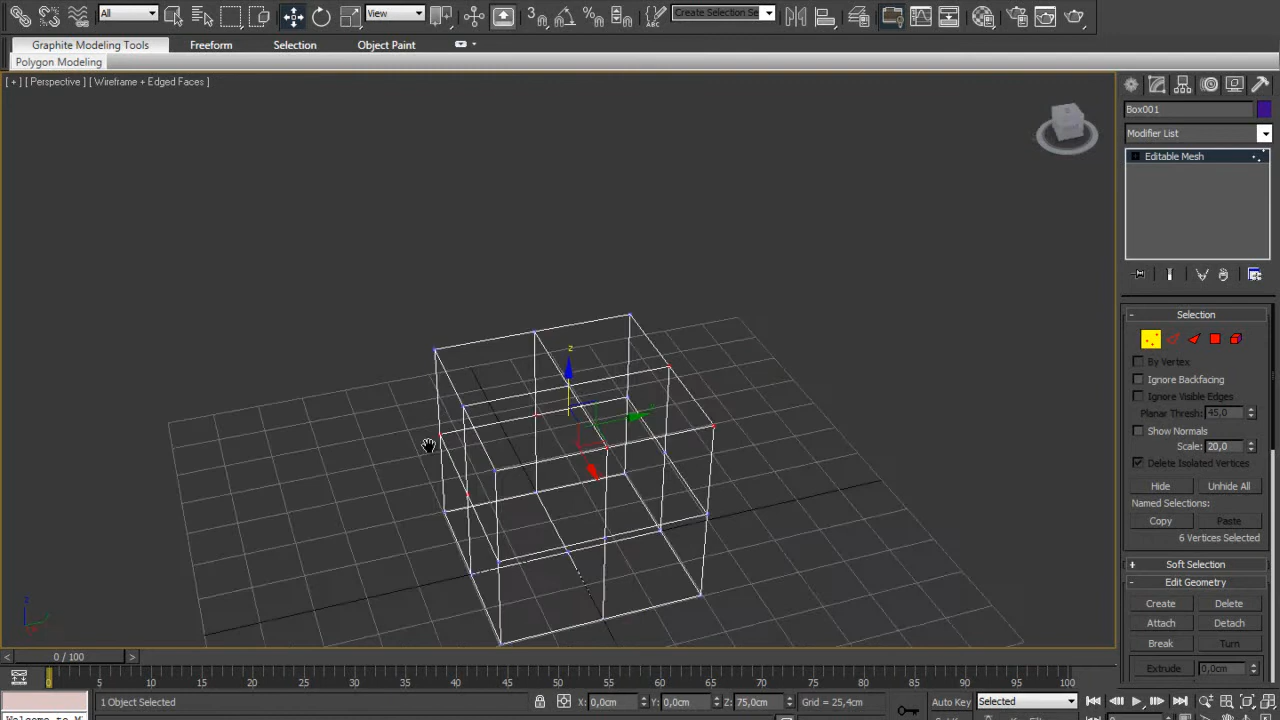 All
View
3
Create Selection Se
Graphite Modeling Tools
Freeform
Selection
Object Paint
Polygon Modeling
[ + ] [ Perspective ] [ Wireframe + Edged Faces ]
z
Box001
Modifier List
Editable Mesh
Selection
By Vertex
Ignore Backfacing
Ignore Visible Edges
Planar Thresh: 45,0
Show Normals
Scale: 20,0
Delete Isolated Vertices
Hide
Unhide All
Named Selections:
Copy
Paste
6 Vertices Selected
Soft Selection
Edit Geometry
Create
Delete
Attach
Detach
Break
Turn
Extrude
0,0cm
0 / 100
0 5 10 15 20 25 30 35 40 45 50 55 60 65 70 75 80 85 90 95 100
1 Object Selected
X: 0,0cm
Y: 0,0cm
Z: 75,0cm
Grid = 25,4cm
Auto Key
Selected